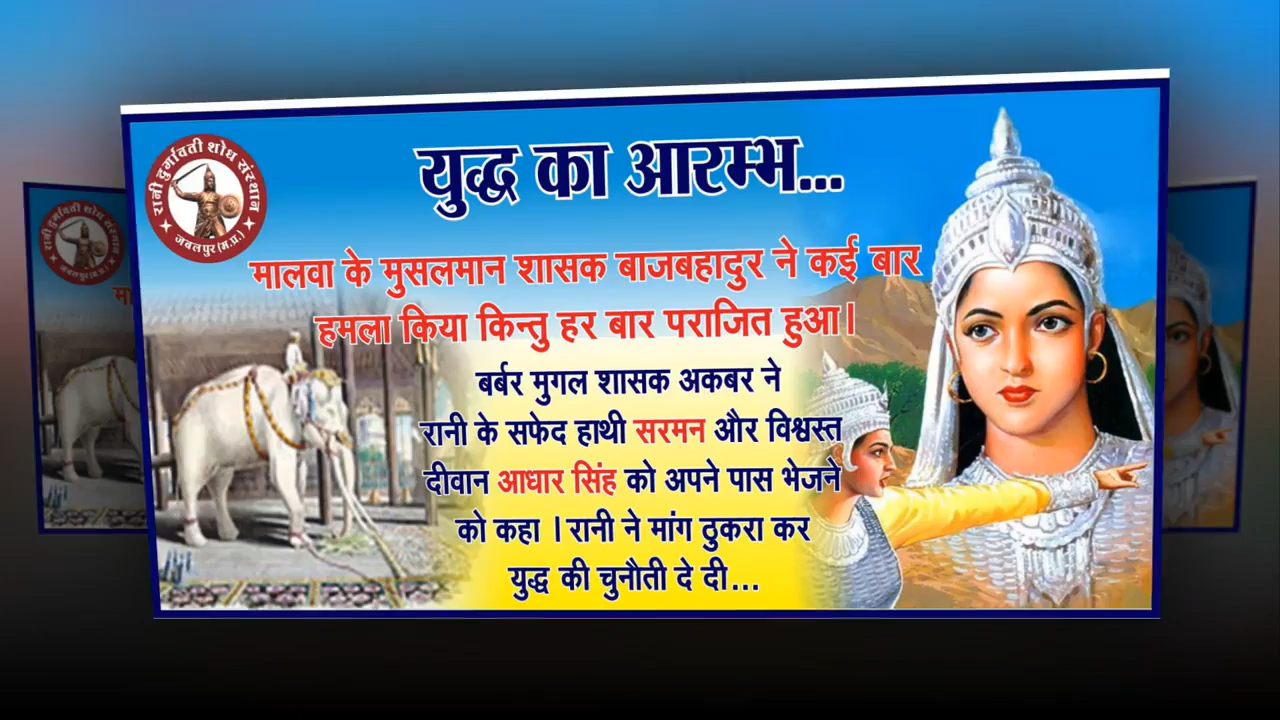 रानी दुर्गावती शोध संस्थान
जबलपुर (म.प्र.)
युद्ध का आरम्भ...
मालवा के मुसलमान शासक बाजबहादुर ने कई बार
हमला किया किन्तु हर बार पराजित हुआ।
बर्बर मुगल शासक अकबर ने
रानी के सफेद हाथी सरमन और विश्वस्त
दीवान आधार सिंह को अपने पास भेजने
को कहा । रानी ने मांग ठुकरा कर
युद्ध की चुनौती दे दी...